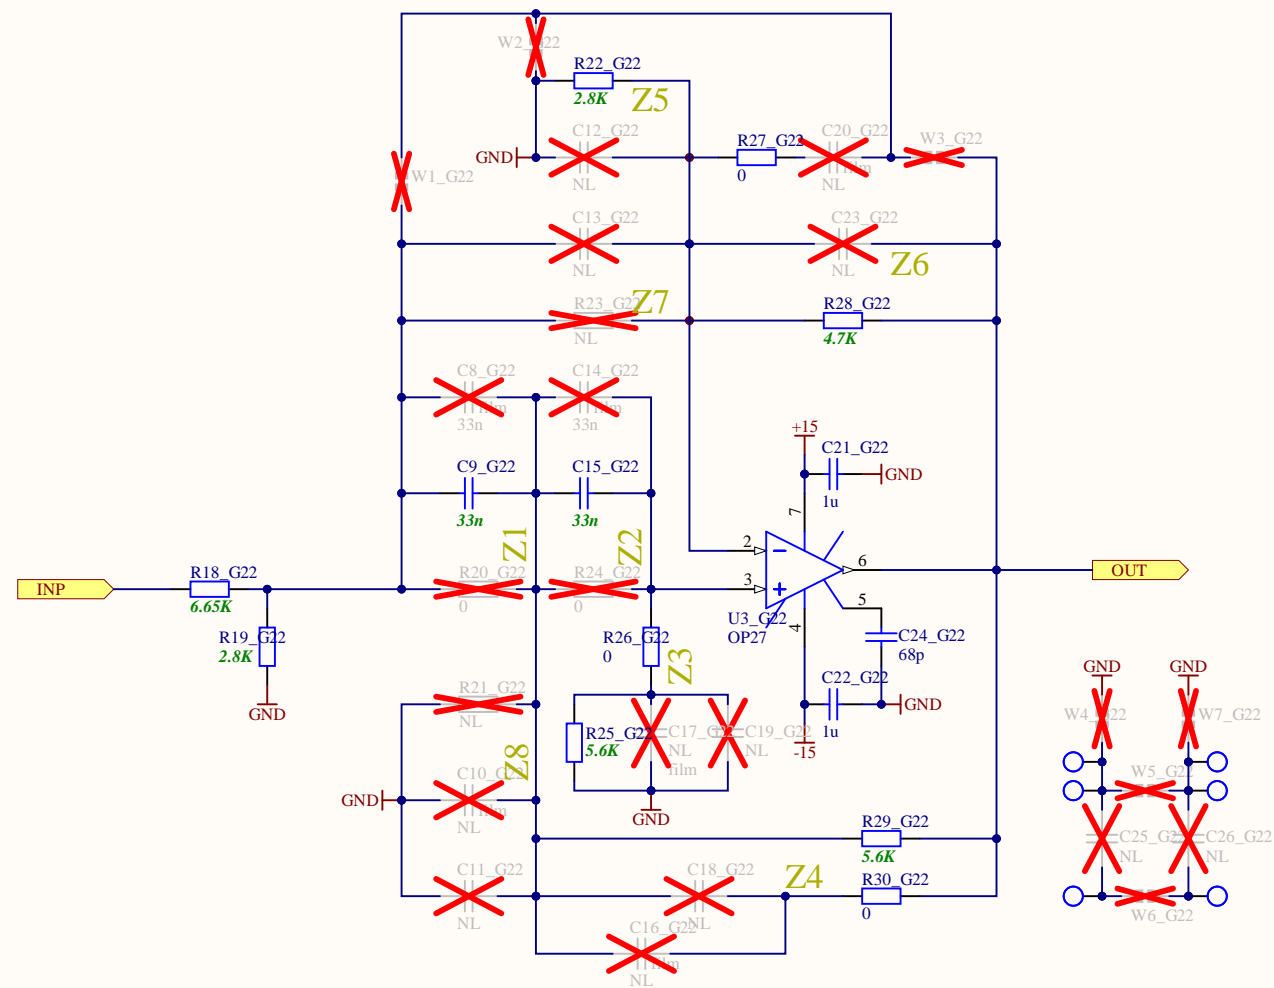 W2_G22
R22_G22
2.8K
Z5
C12_G22
NL
GND
R27_G22
0
C20_G22
film
NL
W3_G22
W1_G22
C13_G22
NL
C23_G22
NL
Z6
R23_G22
NL
Z7
R28_G22
4.7K
C8_G22
film
33n
C14_G22
film
33n
+15
C21_G22
GND
1u
C9_G22
33n
C15_G22
33n
7
Z1
Z2
2
3
6
5
4
U3_G22
OP27
INP
R18_G22
6.65K
R19_G22
2.8K
GND
R20_G22
0
R24_G22
0
OUT
R26_G22
0
Z3
C24_G22
68p
C22_G22
1u
GND
-15
R21_G22
NL
R25_G22
5.6K
C17_G22
NL
film
C19_G22
NL
GND
Z8
C10_G22
film
NL
GND
R29_G22
5.6K
C11_G22
NL
C18_G22
NL
Z4
R30_G22
0
C16_G22
film
NL
GND
GND
W4_G22
W7_G22
W5_G22
C25_G22
NL
C26_G22
NL
W6_G22